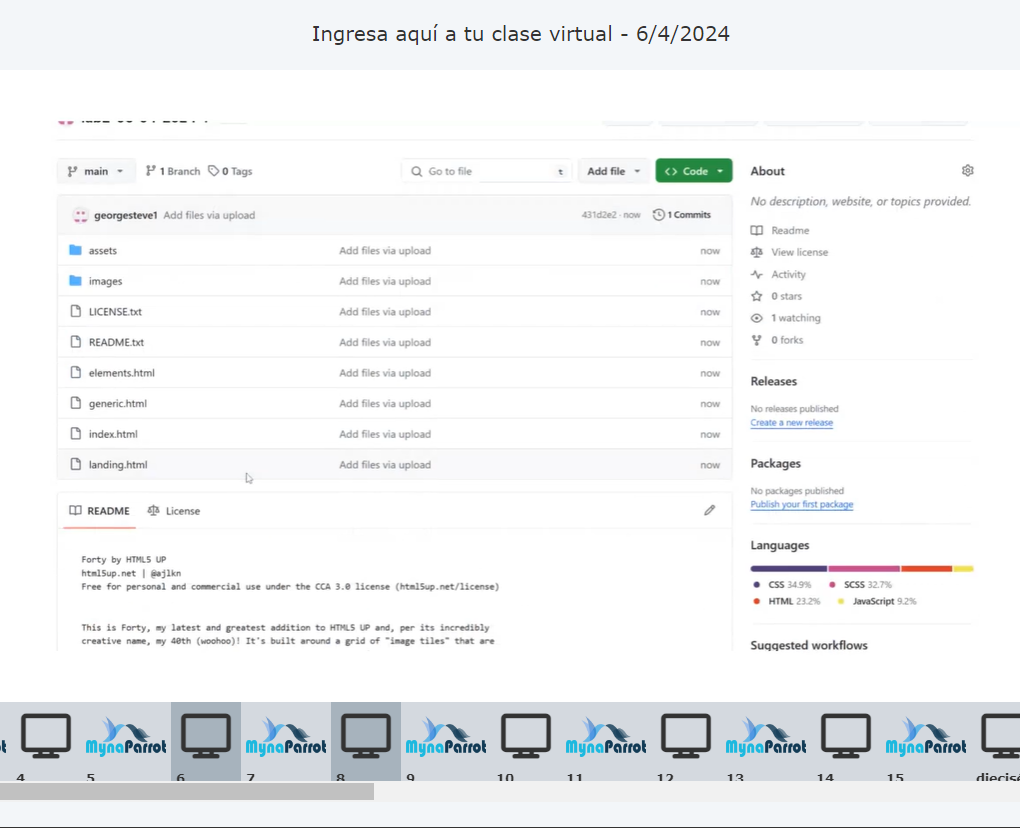 Ingresa aquí a tu clase virtual - 6/4/2024
main
1 Branch
0 Tags
Go to file
t
Add file
Code
About
No description, website, or topics provided.
georgesteve1 Add files via upload
431d2e2 · now
1 Commits
Readme
assets
Add files via upload
now
View license
images
Add files via upload
now
Activity
LICENSE.txt
Add files via upload
now
0 stars
README.txt
Add files via upload
now
1 watching
elements.html
Add files via upload
now
0 forks
generic.html
Add files via upload
now
index.html
Add files via upload
now
landing.html
Add files via upload
now
Releases
No releases published
Create a new release
Packages
No packages published
Publish your first package
README
License
Forty by HTML5 UP
html5up.net | @ajlkn
Free for personal and commercial use under the CCA 3.0 license (html5up.net/license)
This is Forty, my latest and greatest addition to HTML5 UP and, per its incredibly
creative name, my 40th (woohoo)! It's built around a grid of "image tiles" that are
Languages
CSS 34.9%
SCSS 32.7%
HTML 23.2%
JavaScript 9.2%
Suggested workflows
MynaParrot
MynaParrot
MynaParrot
MynaParrot
MynaParrot
MynaParrot
4
5
6
7
8
9
10
11
12
13
14
15